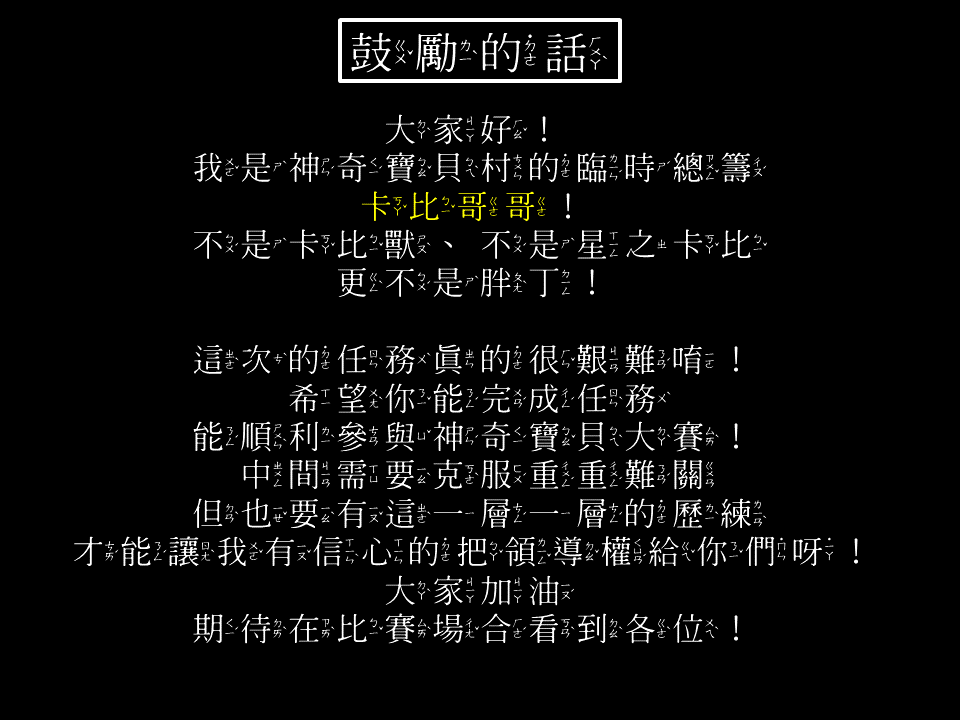 鼓勵的話
大家好！
我是神奇寶貝村的臨時總籌
卡比哥哥！
不是卡比獸、不是星之卡比
更不是胖丁！
這次的任務真的很艱難唷！
希望你能完成任務
能順利參與神奇寶貝大賽！
中間需要克服重重難關
但也要有這一層一層的歷練
才能讓我有信心的把領導權給你們呀！
大家加油
期待在比賽場合看到各位！